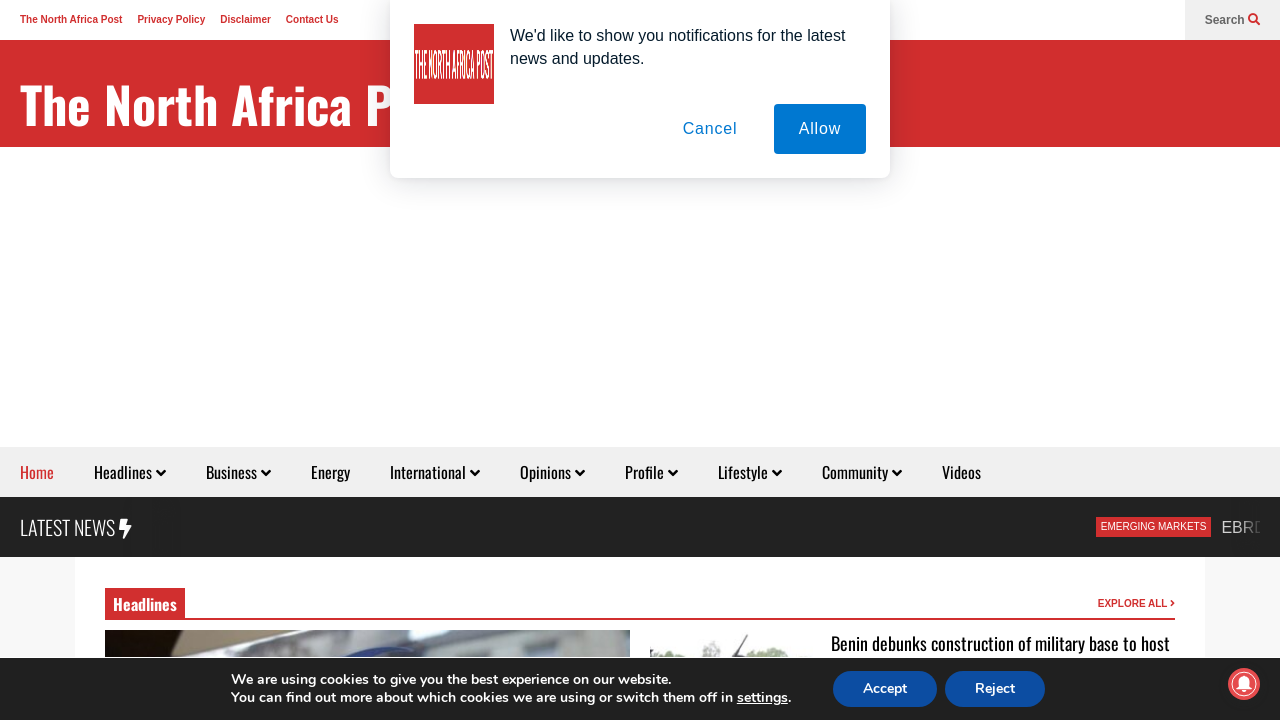 The North Africa Post Privacy Policy Disclaimer Contact Us
Search
The North Africa P
THE NORTH AFRICA POST
We'd like to show you notifications for the latest
news and updates.
Cancel Allow
Home Headlines Business Energy International Opinions Profile Lifestyle Community Videos
LATEST NEWS
EMERGING MARKETS EBRD
Headlines
EXPLORE ALL
Benin debunks construction of military base to host
We are using cookies to give you the best experience on our website.
You can find out more about which cookies we are using or switch them off in settings.
Accept Reject